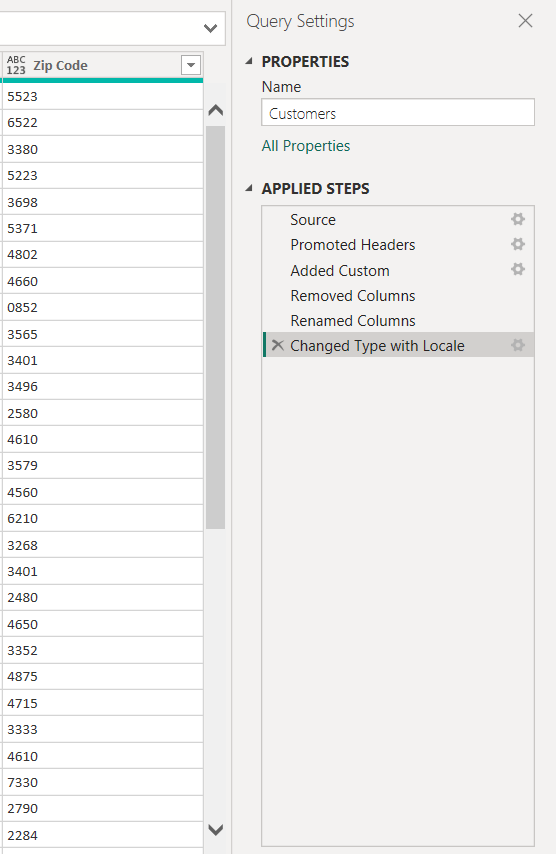 ABC
123 Zip Code
5523
6522
3380
5223
3698
5371
4802
4660
0852
3565
3401
3496
2580
4610
3579
4560
6210
3268
3401
2480
4650
3352
4875
4715
3333
4610
7330
2790
2284
Query Settings
PROPERTIES
Name
Customers
All Properties
APPLIED STEPS
Source
Promoted Headers
Added Custom
Removed Columns
Renamed Columns
Changed Type with Locale